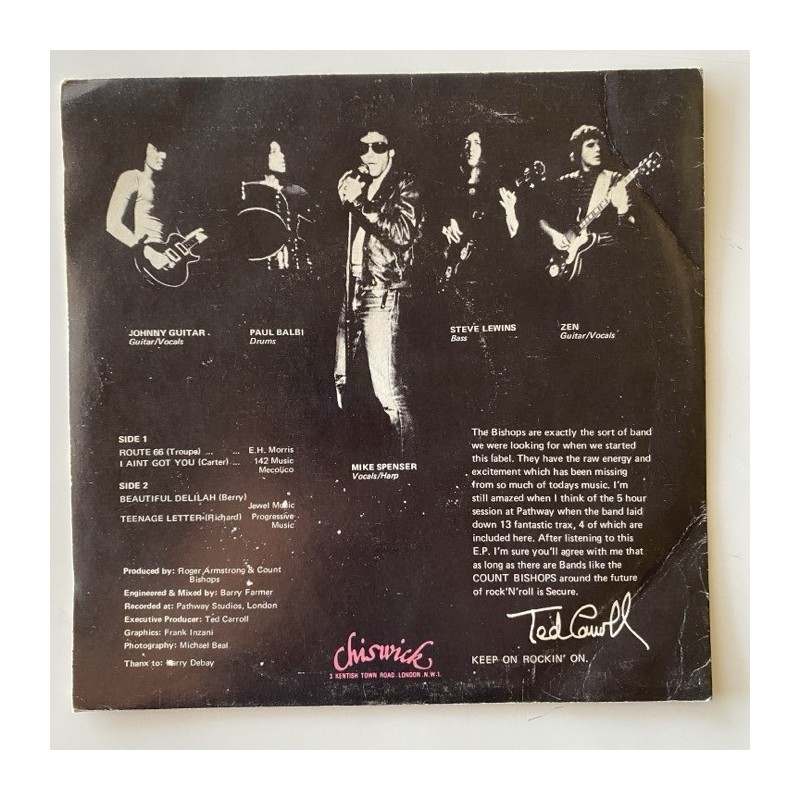 JOHNNY GUITAR
Guitar/Vocals
PAUL BALBI
Drums
STEVE LEWINS
Bass
ZEN
Guitar/Vocals
MIKE SPENSER
Vocals/Harp
SIDE 1
ROUTE 66 (Troupe) ... ... E.H. Morris
I AINT GOT YOU (Carter) ... 142 Music
Mecolico
SIDE 2
BEAUTIFUL DELILAH (Berry)
Jewel Music
TEENAGE LETTER (Richard) Progressive
Music
Produced by: Roger Armstrong & Count
Bishops
Engineered & Mixed by: Barry Farmer
Recorded at: Pathway Studios, London
Executive Producer: Ted Carroll
Graphics: Frank Inzani
Photography: Michael Beal
Thanx to: Larry Debay
The Bishops are exactly the sort of band
we were looking for when we started
this label. They have the raw energy and
excitement which has been missing
from so much of todays music. I'm
still amazed when I think of the 5 hour
session at Pathway when the band laid
down 13 fantastic trax, 4 of which are
included here. After listening to this
E.P. I'm sure you'll agree with me that
as long as there are Bands like the
COUNT BISHOPS around the future
of rock'N'roll is Secure.
Ted Carroll
KEEP ON ROCKIN' ON.
chiswick
3 KENTISH TOWN ROAD. LONDON .N.W.1.